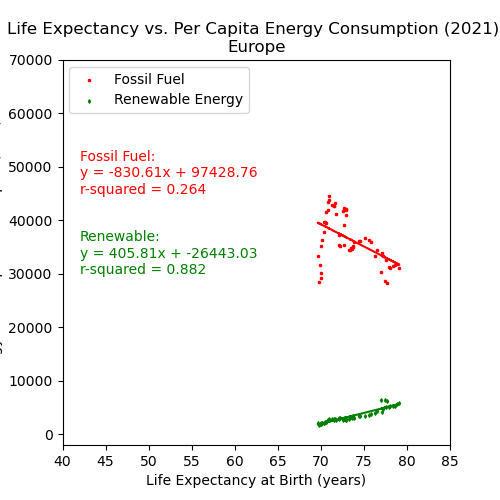 Life Expectancy vs. Per Capita Energy Consumption (2021)
Europe
70000
60000
50000
40000
30000
20000
10000
0
Fossil Fuel
Renewable Energy
Fossil Fuel:
y = -830.61x + 97428.76
r-squared = 0.264
Renewable:
y = 405.81x + -26443.03
r-squared = 0.882
40 45 50 55 60 65 70 75 80 85
Life Expectancy at Birth (years)